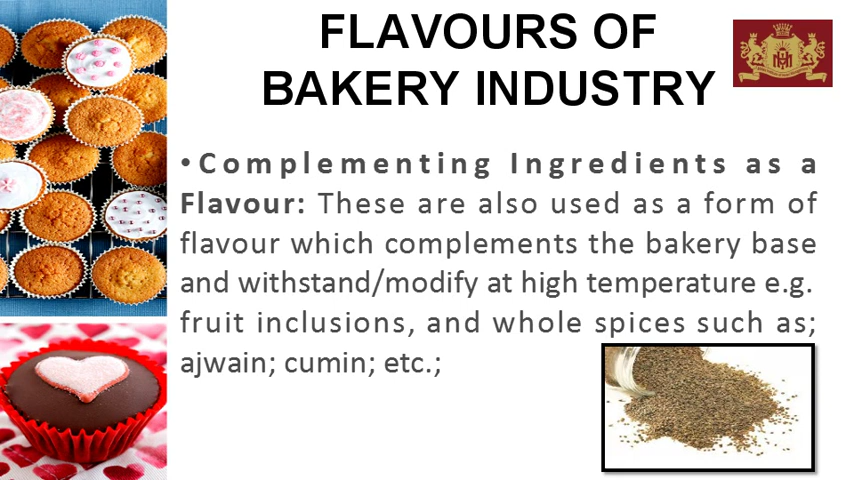 FLAVOURS OF
BAKERY INDUSTRY
• Complementing Ingredients as a
Flavour: These are also used as a form of
flavour which complements the bakery base
and withstand/modify at high temperature e.g.
fruit inclusions, and whole spices such as;
ajwain; cumin; etc.;